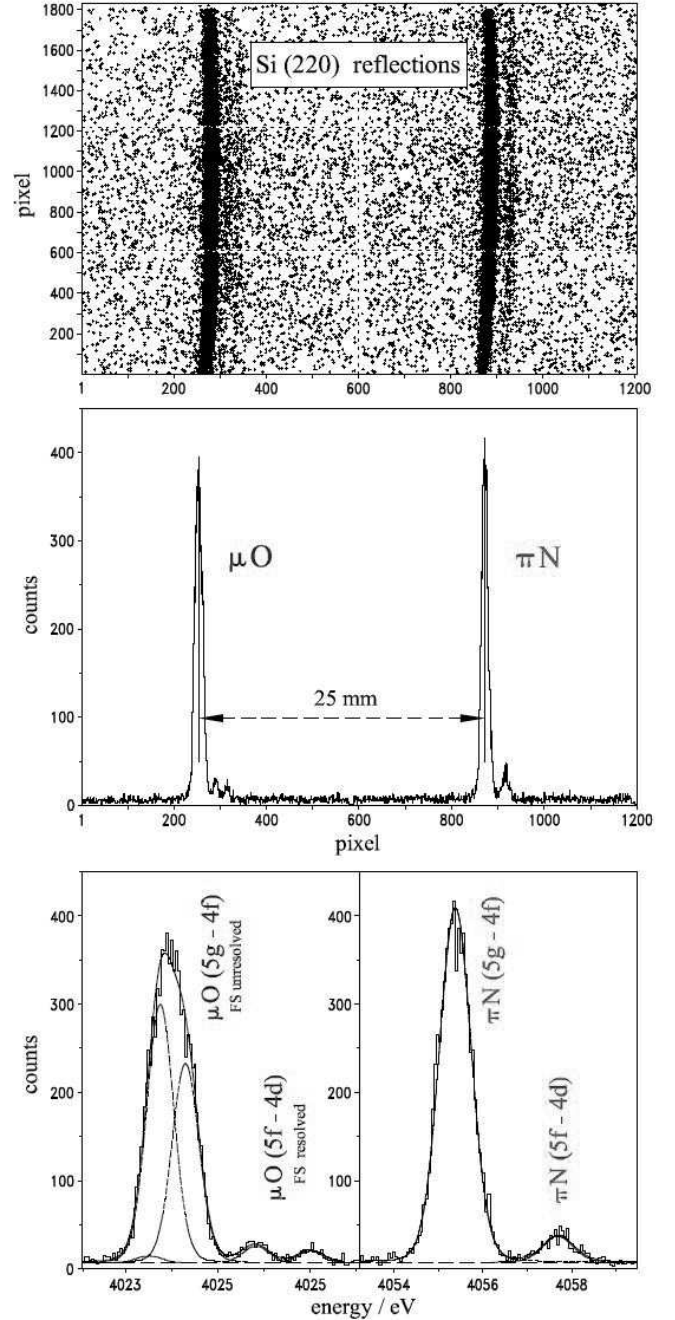 1800
1600
1400
1200
1000
800
600
400
200
pixel
Si (220) reflections
1 200 400 600 800 1000 1200
400
300
200
100
0
counts
μO
πN
25 mm
1 200 400 600 800 1000 1200
pixel
400
300
200
100
0
counts
μO (5g - 4f)
FS unresolved
μO (5f - 4d)
FS resolved
400
300
200
100
πN (5g - 4f)
πN (5f - 4d)
4023 4025 4025 4054 4056 4058
energy / eV